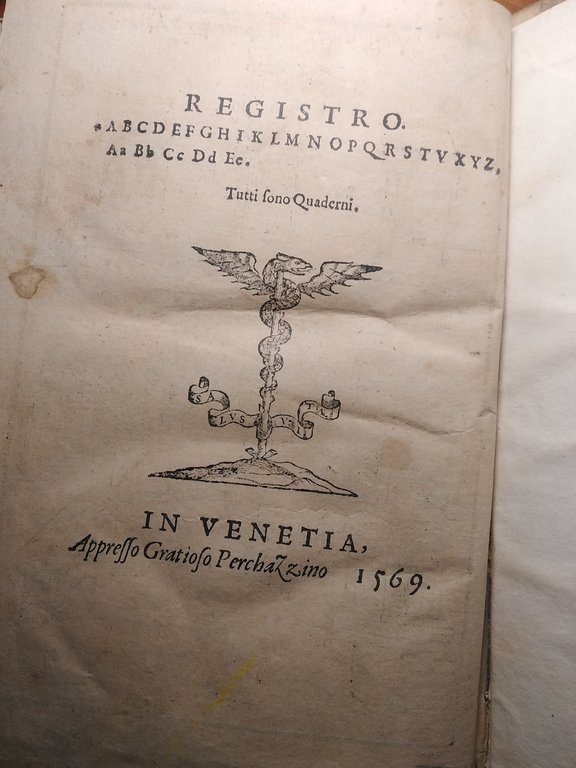 REGISTRO.
*ABCDEFGHIKLMNOPQRSTVXYZ,
Aa Bb Cc Dd Ee.
Tutti ſono Quaderni.
IN VENETIA,
Appreſſo Gratioſo Perchazzino 1569.